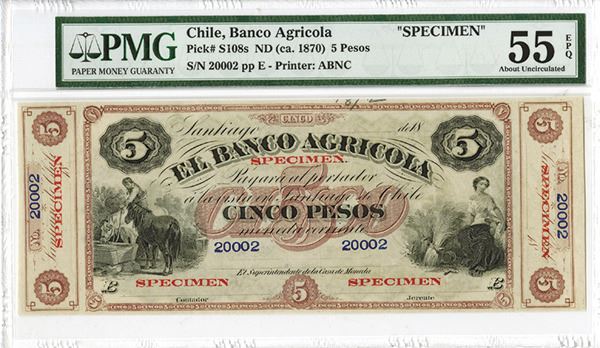 PMG
PAPER MONEY GUARANTY
Chile, Banco Agricola "SPECIMEN"
Pick# S108s ND (ca. 1870) 5 Pesos
S/N 20002 pp E - Printer: ABNC
55 EPQ
About Uncirculated
CINCO
5 5
Santiago de 18
EL BANCO AGRICOLA
SPECIMEN.
Pagará al portador
á la vista en Santiago de Chile
CINCO PESOS
moneda corriente
20002 20002
El Superintendente de la Casa de Moneda
SPECIMEN SPECIMEN
E E
Contador 5 Jerente
5 5
No. 20002
SPECIMEN
20002
SPECIMEN
5 5